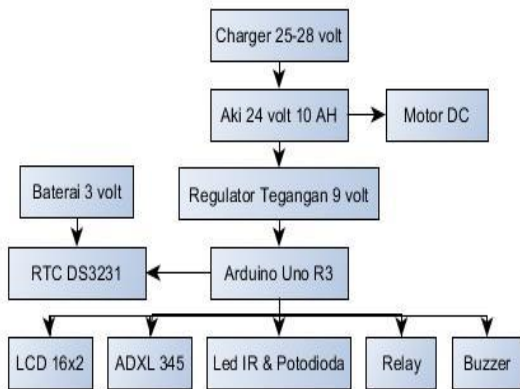 Charger 25-28 volt
Aki 24 volt 10 AH
Motor DC
Baterai 3 volt
Regulator Tegangan 9 volt
RTC DS3231
Arduino Uno R3
LCD 16x2
ADXL 345
Led IR & Potodioda
Relay
Buzzer